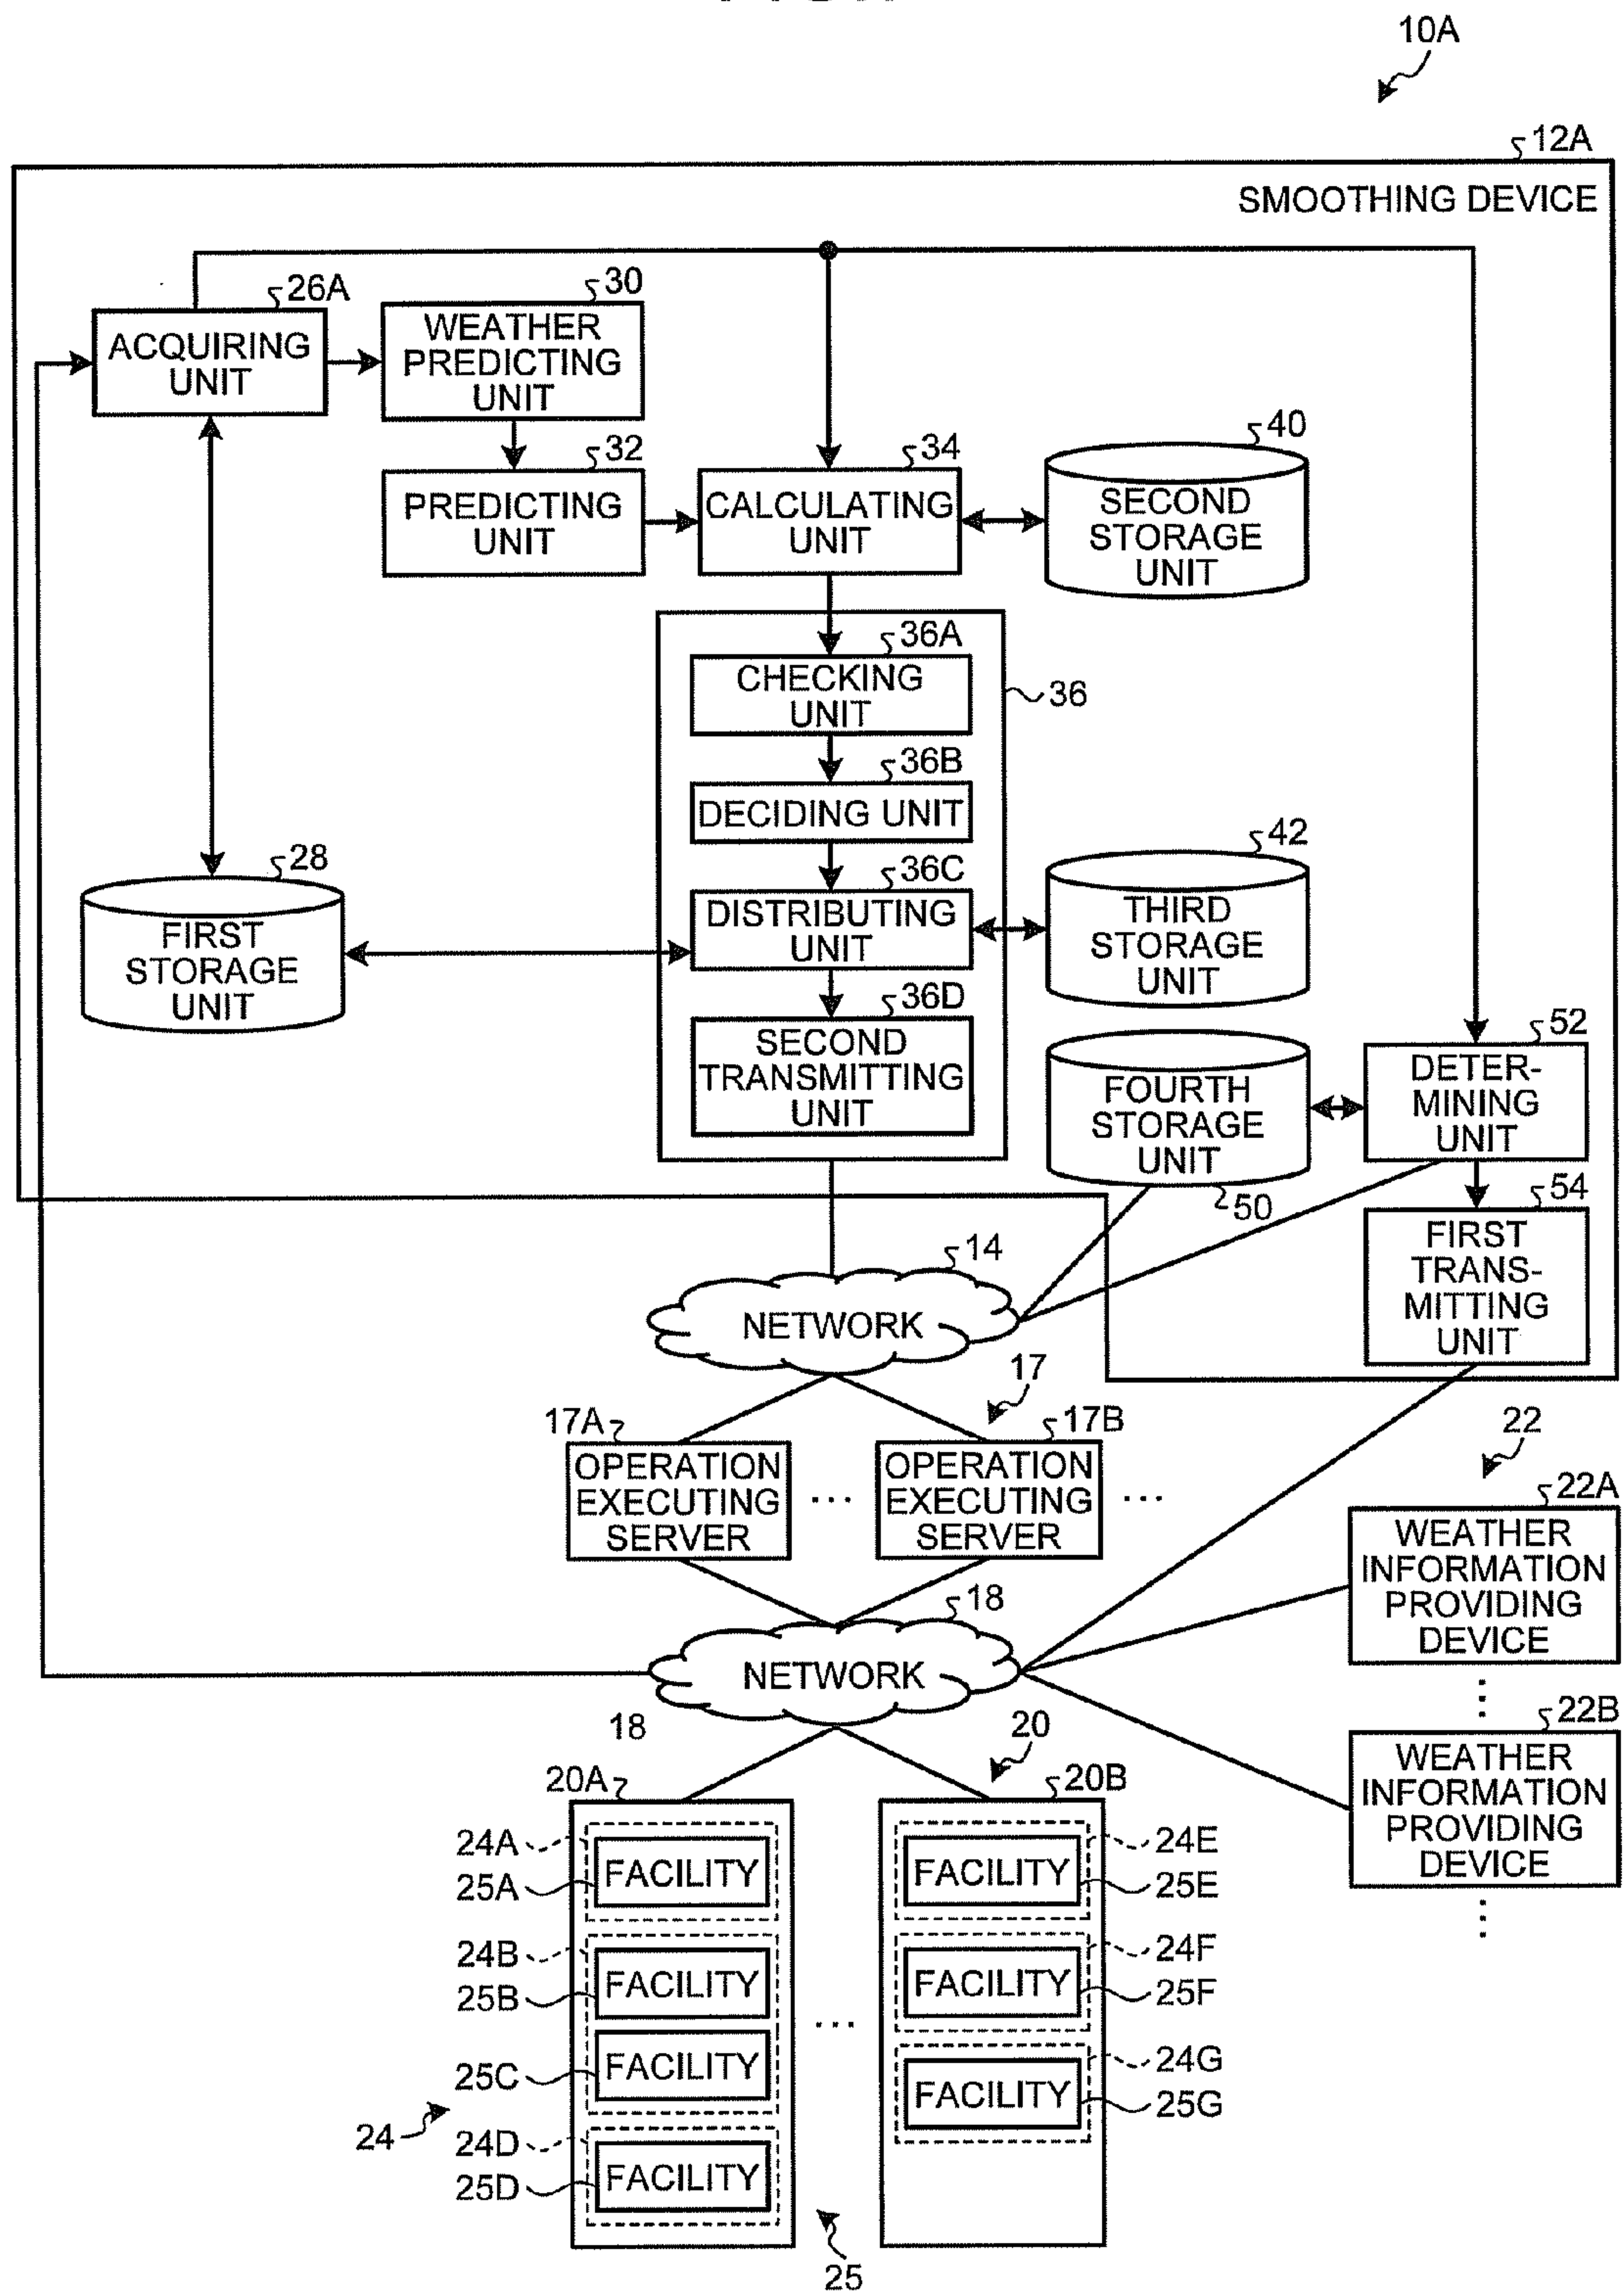 10A
12A
SMOOTHING DEVICE
26A
ACQUIRING
UNIT
30
WEATHER
PREDICTING
UNIT
32
PREDICTING
UNIT
34
CALCULATING
UNIT
40
SECOND
STORAGE
UNIT
36A
CHECKING
UNIT
36
36B
DECIDING UNIT
28
FIRST
STORAGE
UNIT
36C
DISTRIBUTING
UNIT
42
THIRD
STORAGE
UNIT
36D
SECOND
TRANSMITTING
UNIT
FOURTH
STORAGE
UNIT
50
52
DETER-
MINING
UNIT
54
FIRST
TRANS-
MITTING
UNIT
14
NETWORK
17
17A
OPERATION
EXECUTING
SERVER
...
17B
OPERATION
EXECUTING
SERVER
...
22
22A
WEATHER
INFORMATION
PROVIDING
DEVICE
22B
WEATHER
INFORMATION
PROVIDING
DEVICE
18
NETWORK
18
20
20A
24A
FACILITY
25A
24B
FACILITY
25B
FACILITY
25C
24
24D
FACILITY
25D
...
25
20B
24E
FACILITY
25E
24F
FACILITY
25F
24G
FACILITY
25G